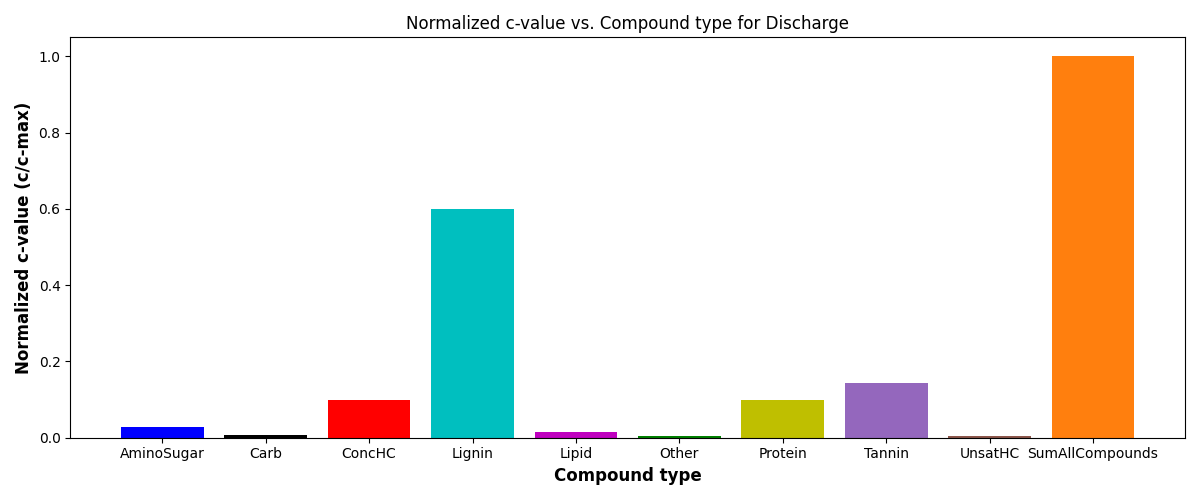 Normalized c-value vs. Compound type for Discharge
Normalized c-value (c/c-max)
1.0
0.8
0.6
0.4
0.2
0.0
AminoSugar Carb ConcHC Lignin Lipid Other Protein Tannin UnsatHC SumAllCompounds
Compound type